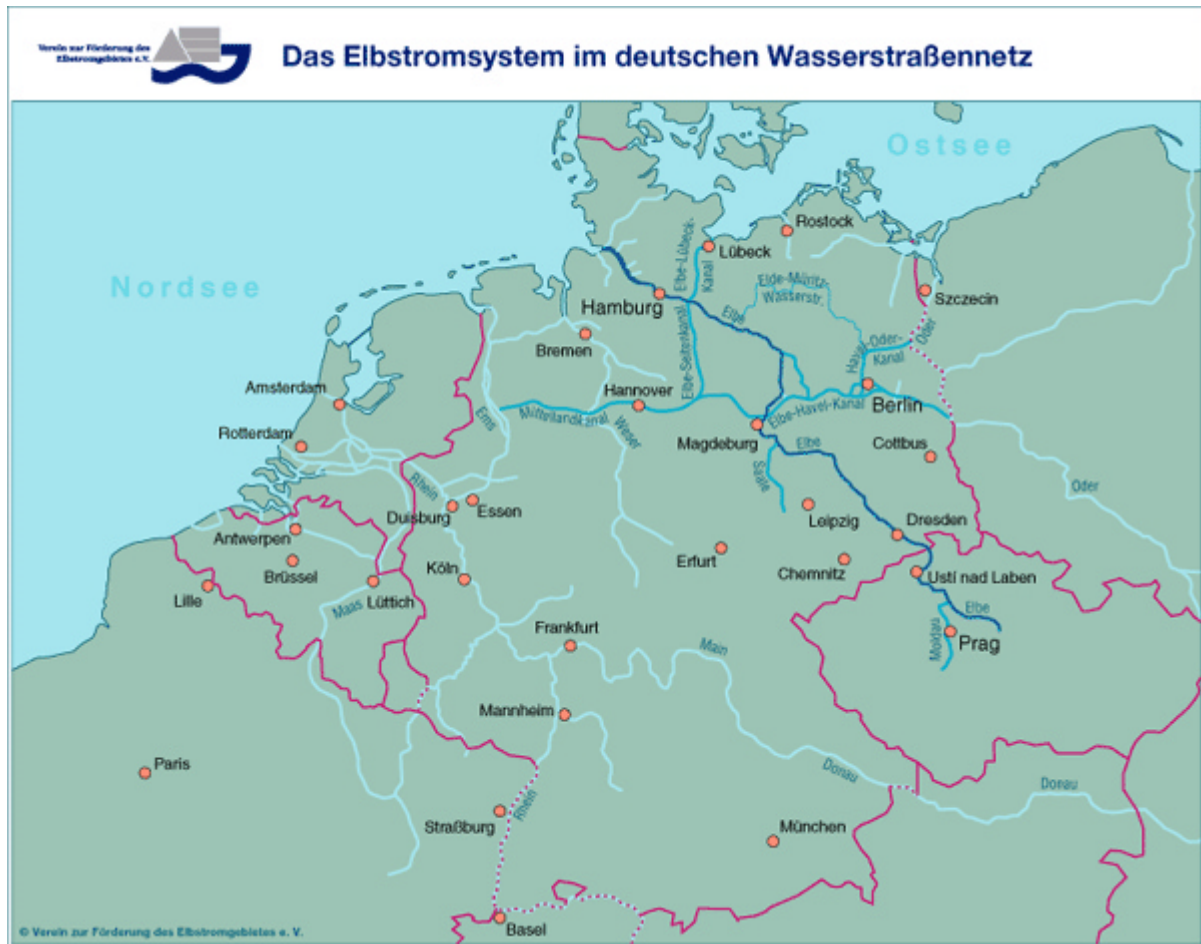 Verein zur Förderung des
Elbstromgebietes e.V.
Das Elbstromsystem im deutschen Wasserstraßennetz
Ostsee
Nordsee
Rostock
Lübeck
Elbe-Lübeck-
Kanal
Elde-Müritz-
Wasserstr.
Szczecin
Hamburg
Elbe
Bremen
Elbe-Seitenkanal
Havel-Oder-
Kanal
Oder
Amsterdam
Hannover
Berlin
Ems
Mittellandkanal
Weser
Elbe-Havel-Kanal
Rotterdam
Magdeburg
Elbe
Cottbus
Saale
Rhein
Oder
Duisburg
Essen
Leipzig
Dresden
Antwerpen
Brüssel
Köln
Erfurt
Chemnitz
Ustí nad Laben
Lille
Maas
Lüttich
Elbe
Frankfurt
Moldau
Prag
Main
Mannheim
Paris
Donau
Donau
Rhein
Straßburg
München
Basel
© Verein zur Förderung des Elbstromgebietes e. V.